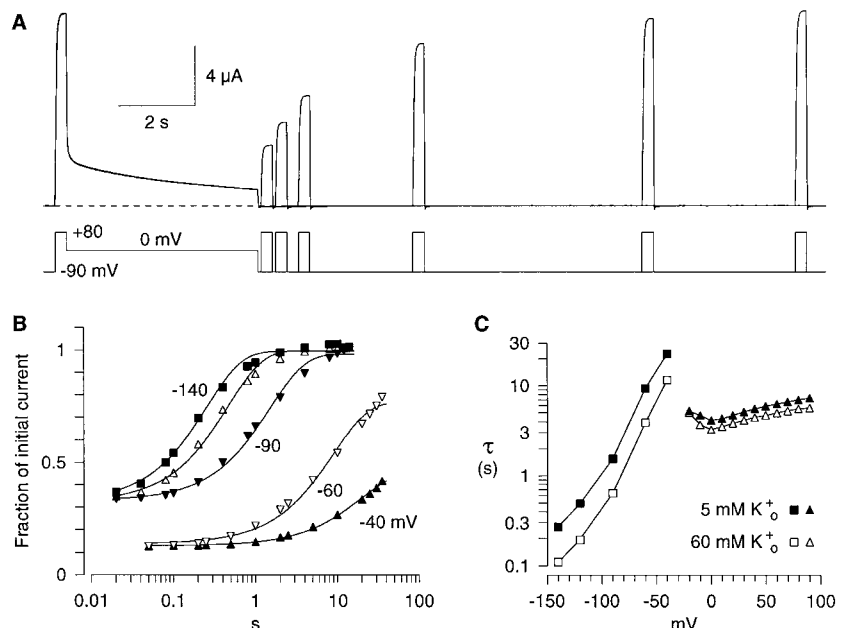 A
4 µA
2 s
+80
0 mV
-90 mV
B
Fraction of initial current
1
0.5
0
-140
-90
-60
-40 mV
0.01
0.1
1
10
100
s
C
τ
(s)
30
10
3
1
0.3
0.1
5 mM K⁺ₒ
60 mM K⁺ₒ
-150
-100
-50
0
50
100
mV